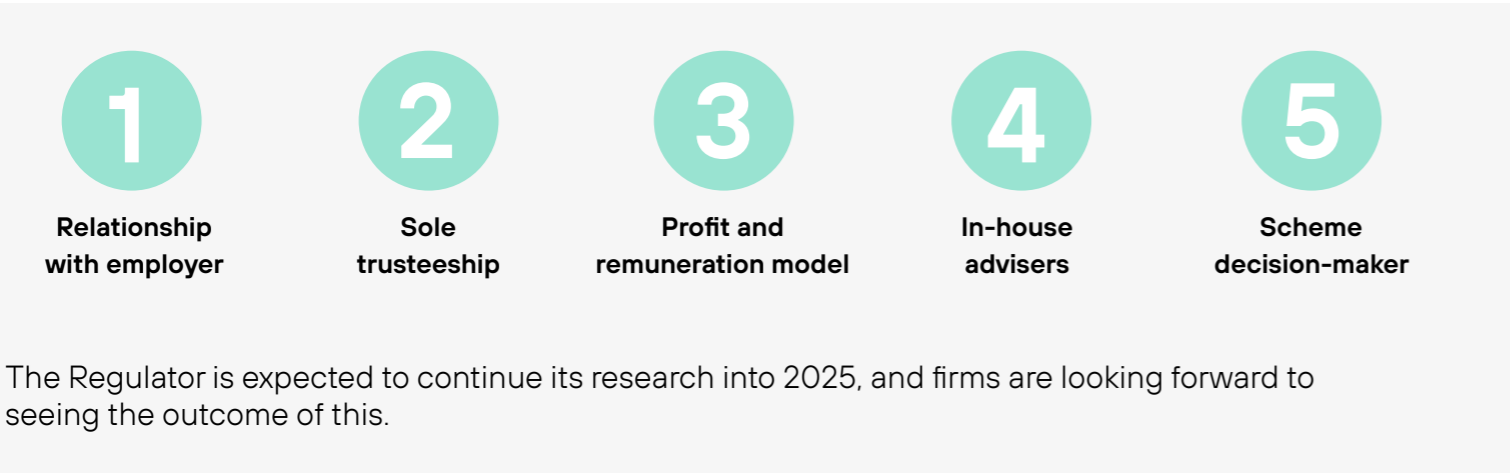 1
Relationship
with employer
2
Sole
trusteeship
3
Profit and
remuneration model
4
In-house
advisers
5
Scheme
decision-maker
The Regulator is expected to continue its research into 2025, and firms are looking forward to
seeing the outcome of this.